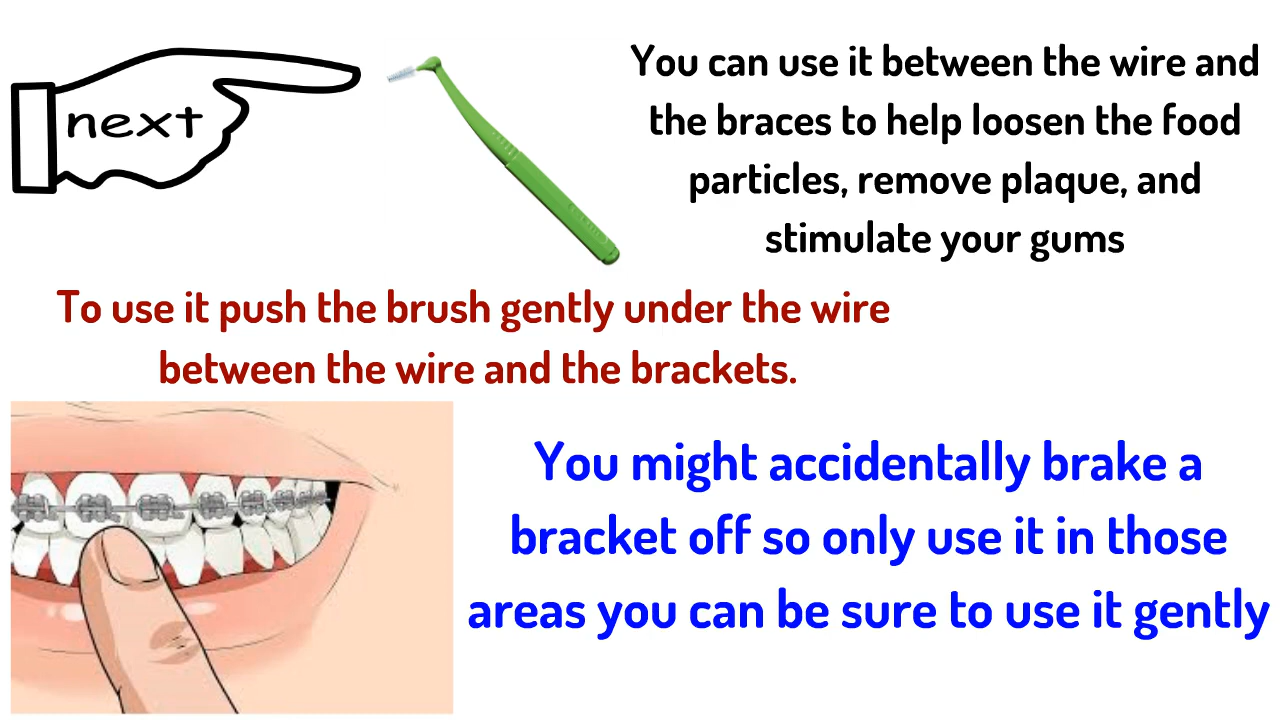 next
You can use it between the wire and
the braces to help loosen the food
particles, remove plaque, and
stimulate your gums
To use it push the brush gently under the wire
between the wire and the brackets.
You might accidentally brake a
bracket off so only use it in those
areas you can be sure to use it gently